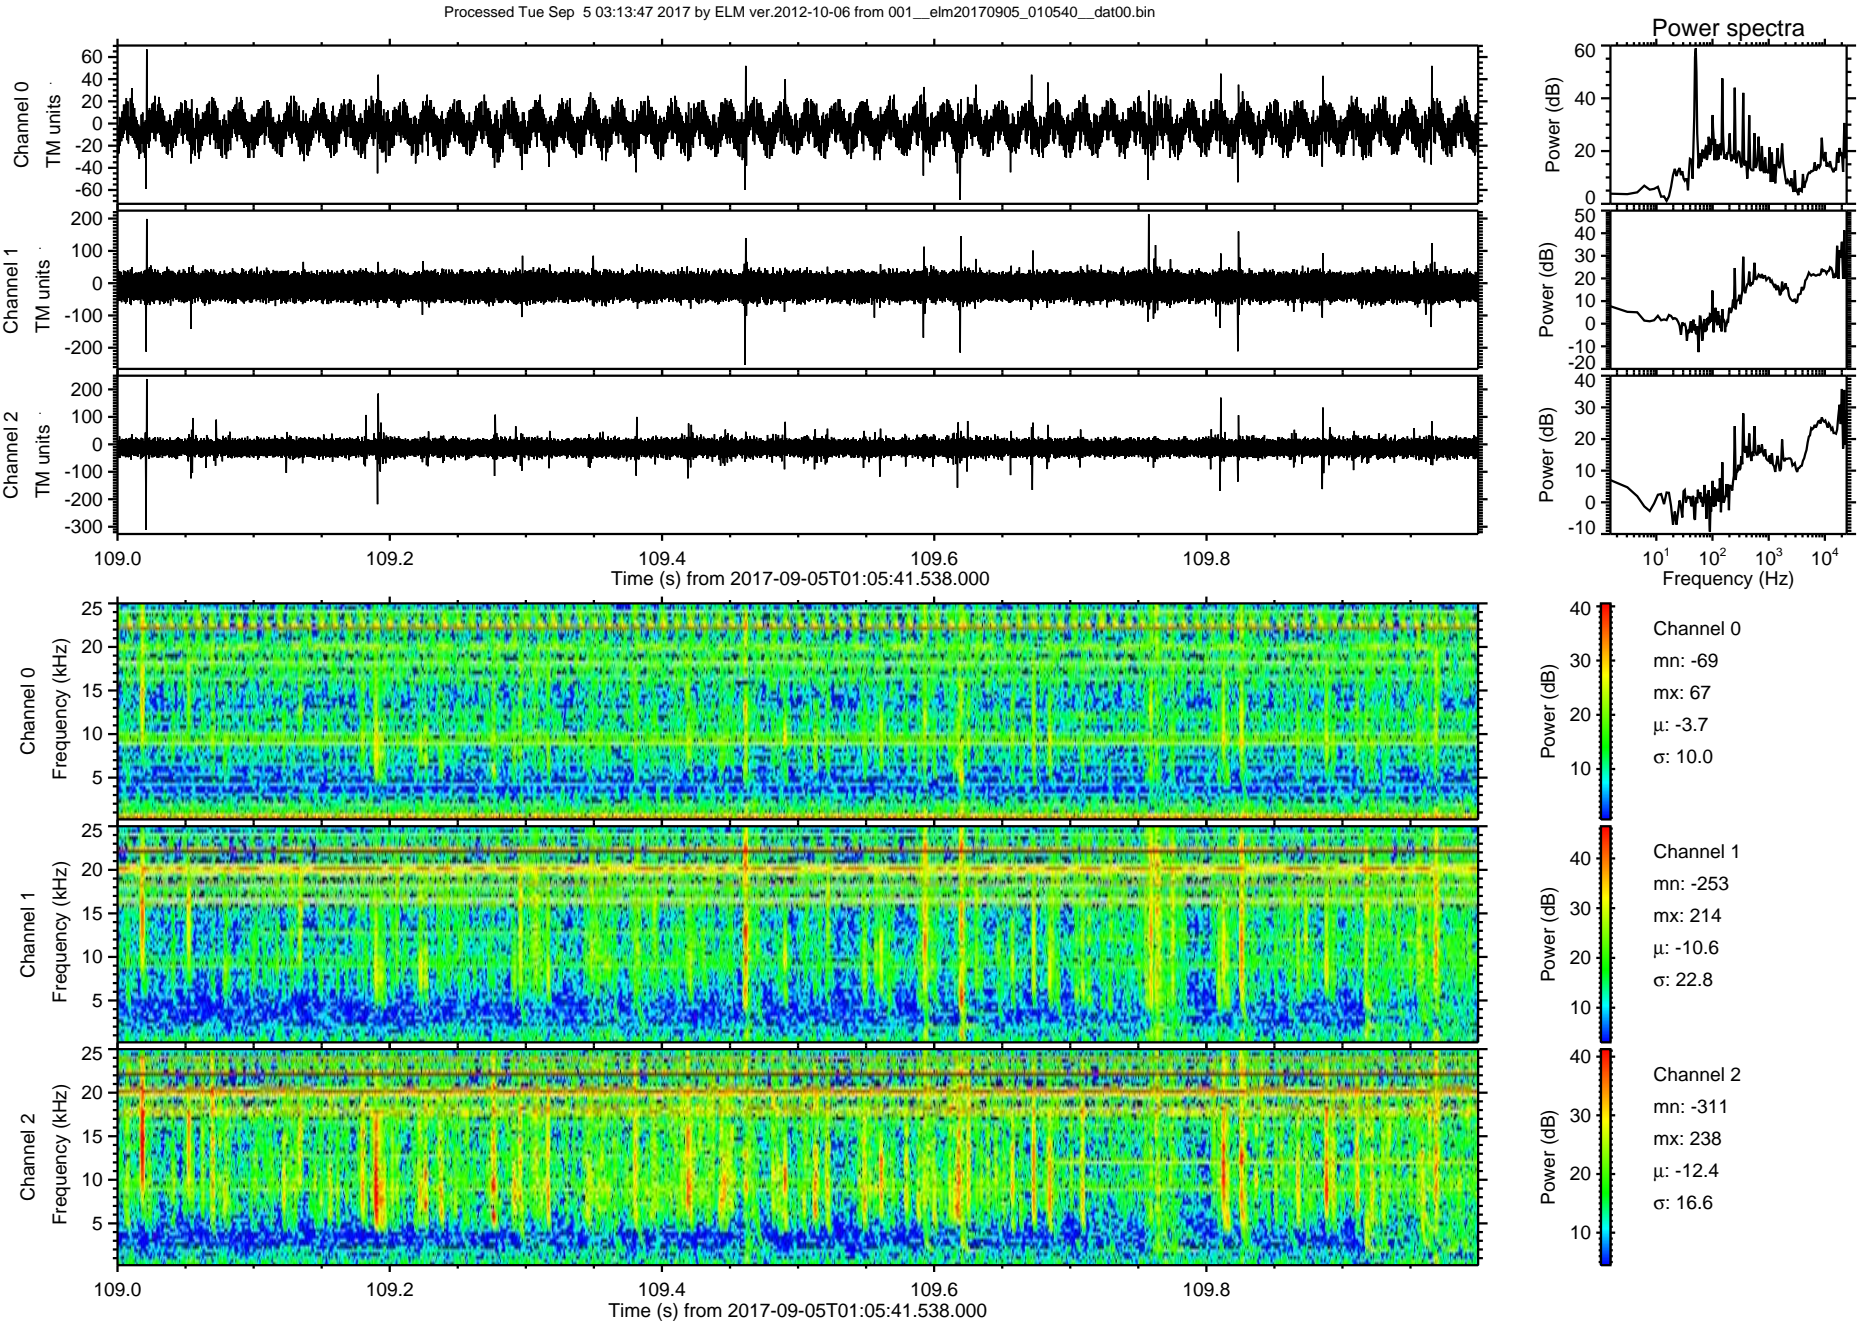 Processed Tue Sep 5 03:13:47 2017 by ELM ver.2012-10-06 from 001__elm20170905_010540__dat00.bin
Power spectra
Channel 0
TM units
60
40
20
0
-20
-40
-60
Power (dB)
60
40
20
0
Channel 1
TM units
200
100
0
-100
-200
Power (dB)
50
40
30
20
10
0
-10
-20
Channel 2
TM units
200
100
0
-100
-200
-300
Power (dB)
40
30
20
10
0
-10
109.0 109.2 109.4 109.6 109.8
Time (s) from 2017-09-05T01:05:41.538.000
10¹ 10² 10³ 10⁴
Frequency (Hz)
Channel 0
Frequency (kHz)
25
20
15
10
5
Power (dB)
40
30
20
10
Channel 0
mn: -69
mx: 67
μ: -3.7
σ: 10.0
Channel 1
Frequency (kHz)
25
20
15
10
5
Power (dB)
40
30
20
10
Channel 1
mn: -253
mx: 214
μ: -10.6
σ: 22.8
Channel 2
Frequency (kHz)
25
20
15
10
5
Power (dB)
40
30
20
10
Channel 2
mn: -311
mx: 238
μ: -12.4
σ: 16.6
109.0 109.2 109.4 109.6 109.8
Time (s) from 2017-09-05T01:05:41.538.000